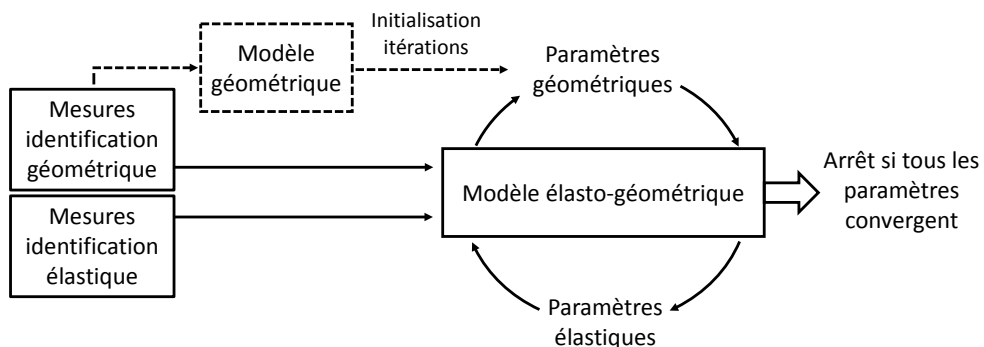 Initialisation
itérations
Modèle
géométrique
Paramètres
géométriques
Mesures
identification
géométrique
Mesures
identification
élastique
Modèle élasto-géométrique
Arrêt si tous les
paramètres
convergent
Paramètres
élastiques